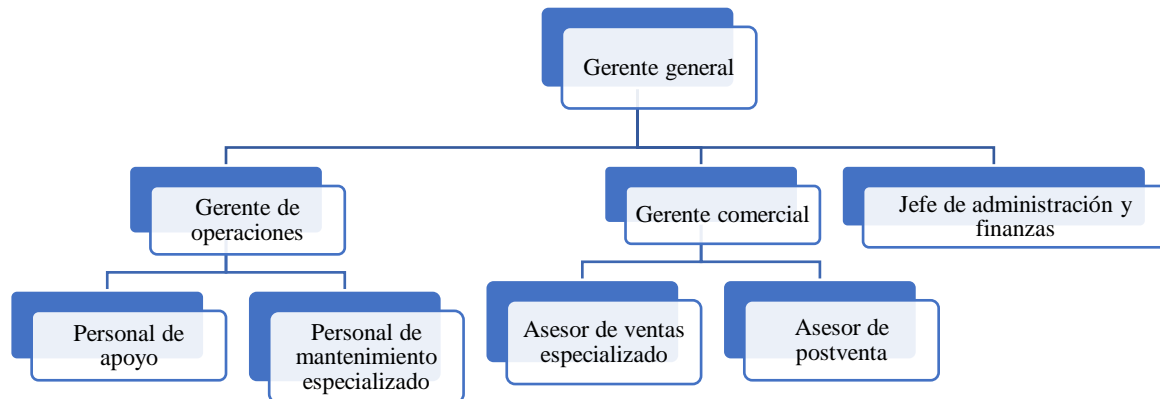 Gerente general
Gerente de
operaciones
Gerente comercial
Jefe de administración y
finanzas
Personal de
apoyo
Personal de
mantenimiento
especializado
Asesor de ventas
especializado
Asesor de
postventa